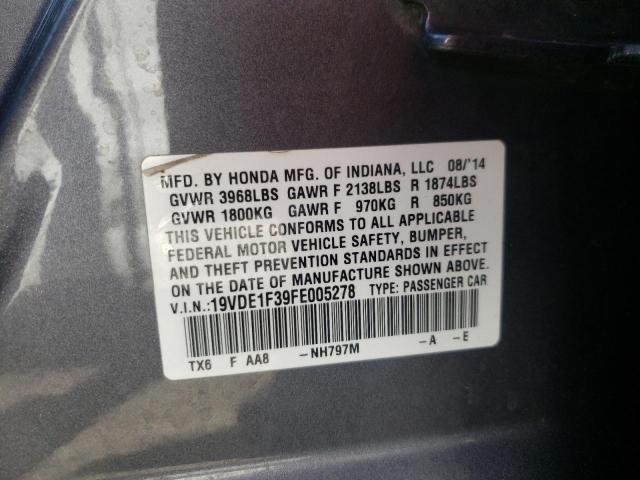 MFD. BY HONDA MFG. OF INDIANA, LLC 08/'14
GVWR 3968LBS GAWR F 2138LBS R 1874LBS
GVWR 1800KG GAWR F 970KG R 850KG
THIS VEHICLE CONFORMS TO ALL APPLICABLE
FEDERAL MOTOR VEHICLE SAFETY, BUMPER,
AND THEFT PREVENTION STANDARDS IN EFFECT
ON THE DATE OF MANUFACTURE SHOWN ABOVE.
V.I.N.:19VDE1F39FE005278 TYPE: PASSENGER CAR
TX6 F AA8 -NH797M -A -E